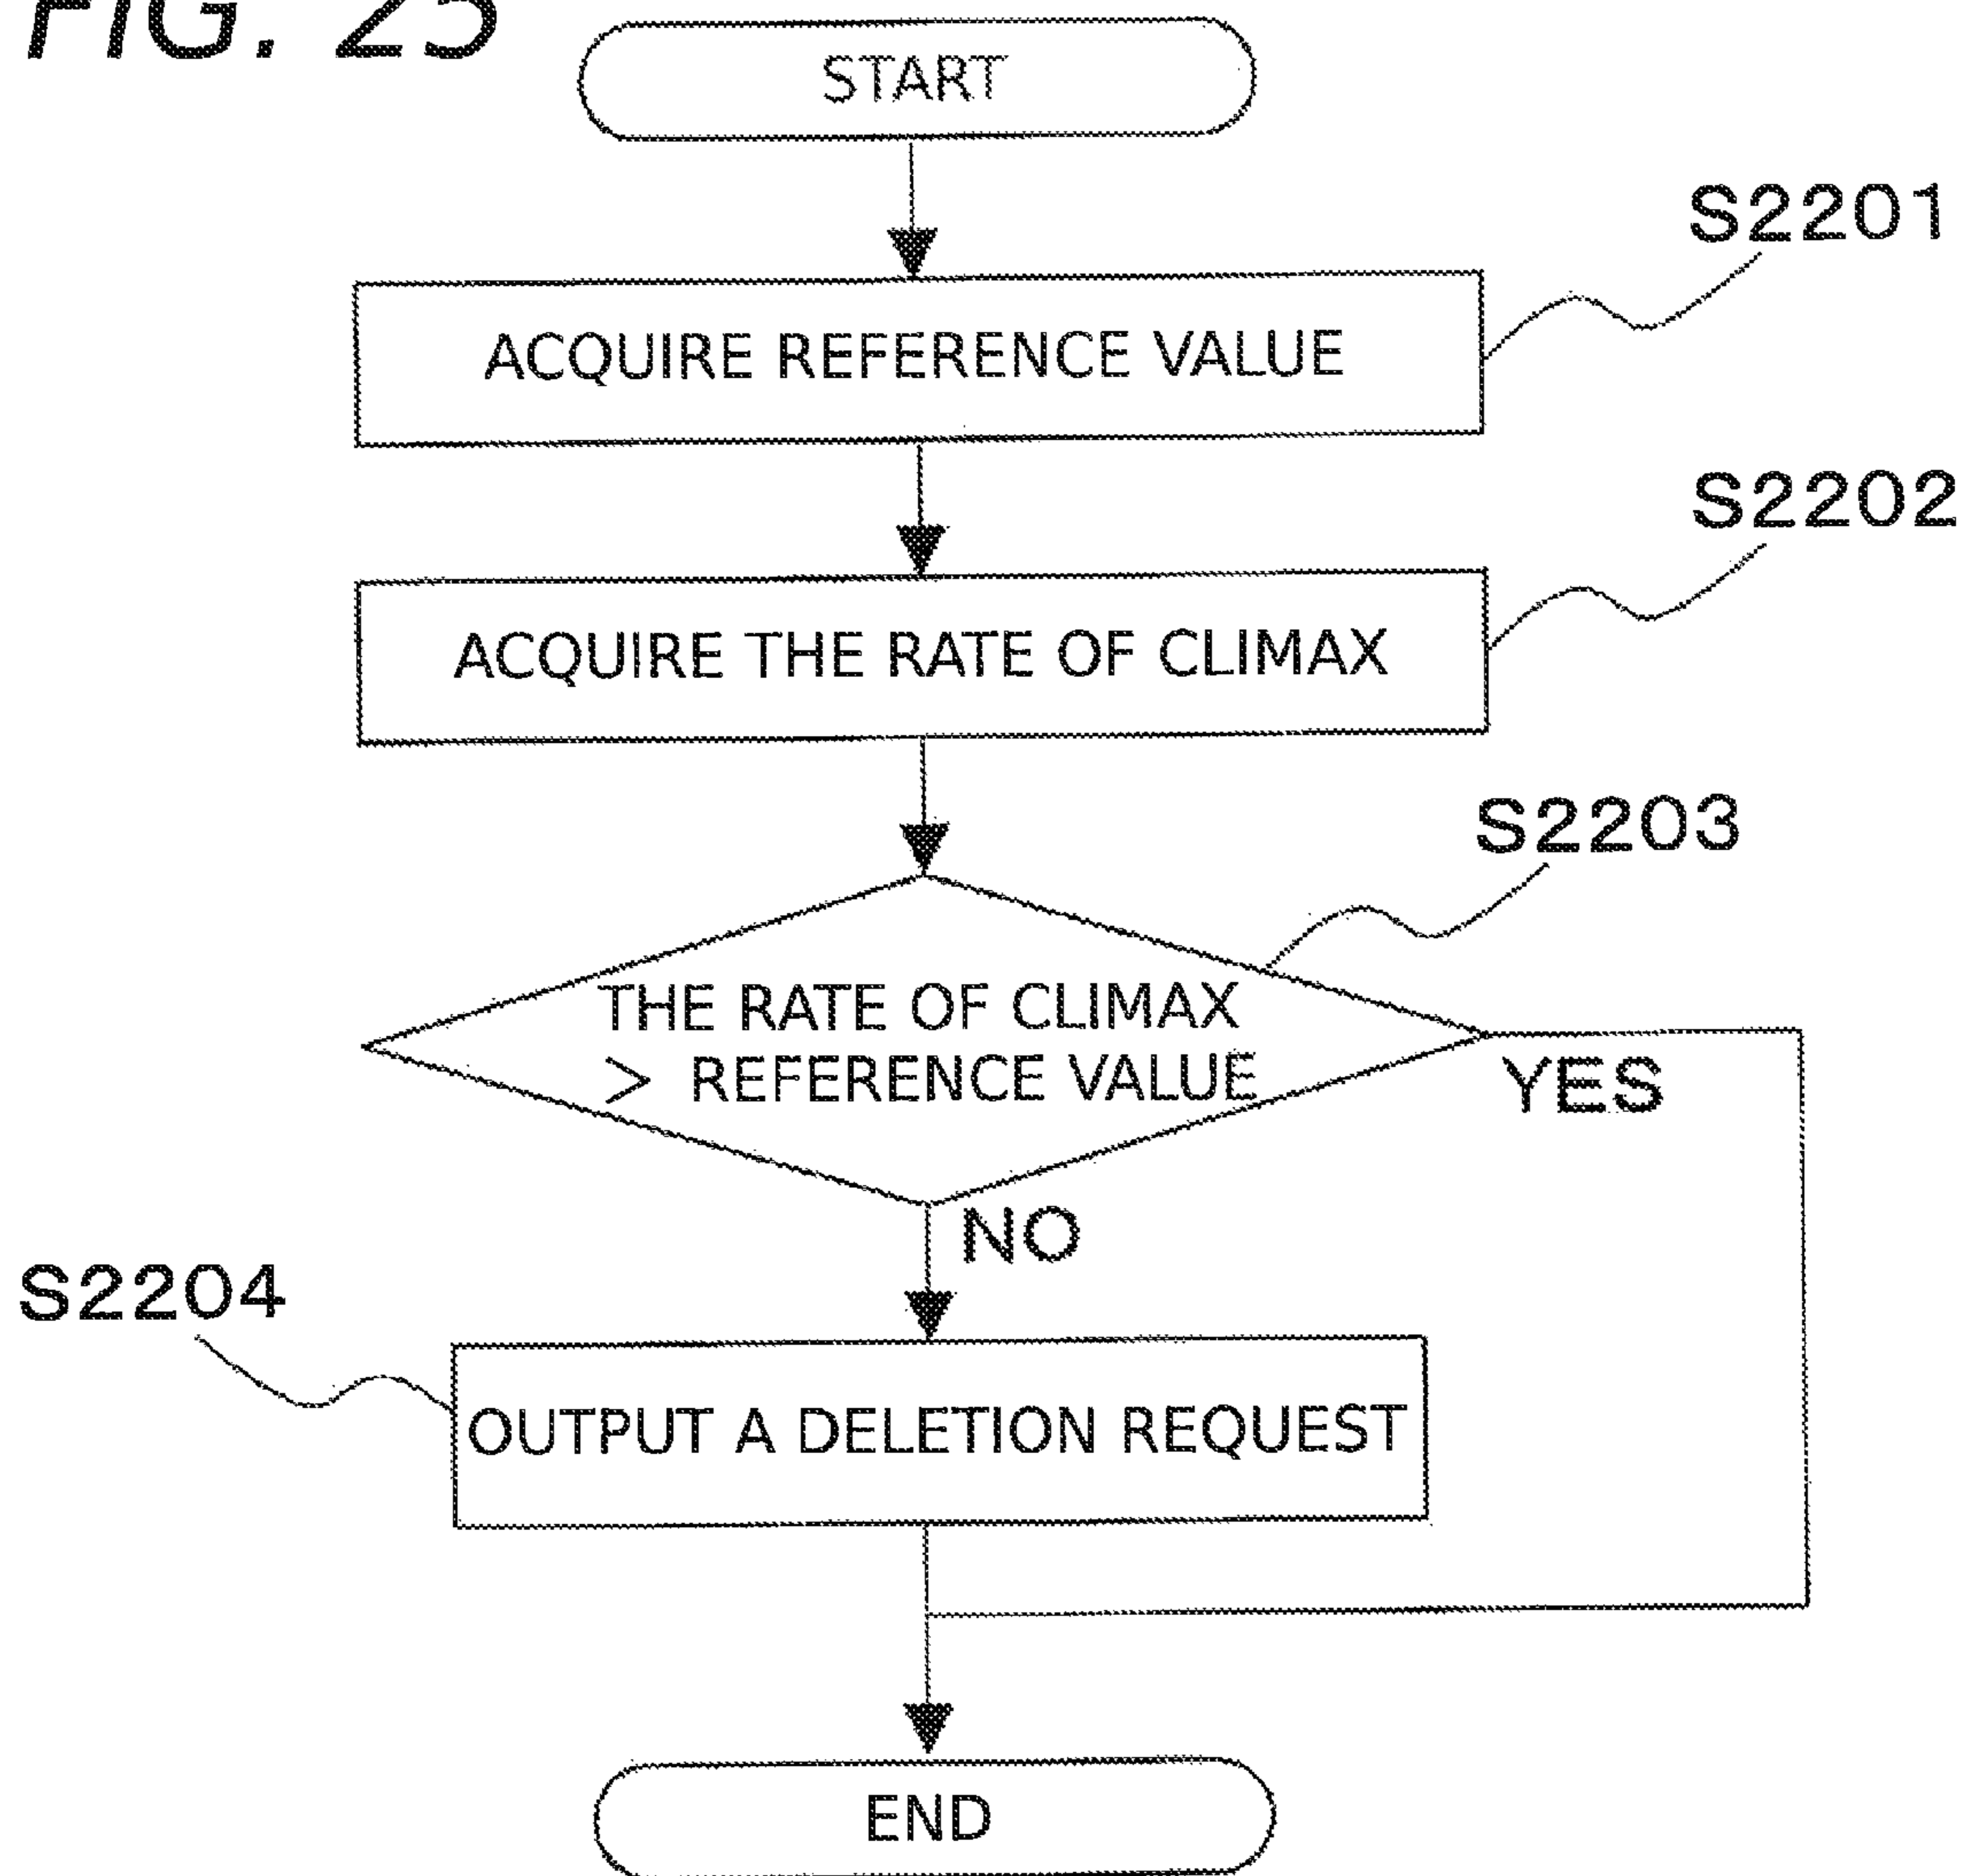 FIG. 25
START
S2201
ACQUIRE REFERENCE VALUE
S2202
ACQUIRE THE RATE OF CLIMAX
S2203
THE RATE OF CLIMAX
> REFERENCE VALUE
YES
NO
S2204
OUTPUT A DELETION REQUEST
END